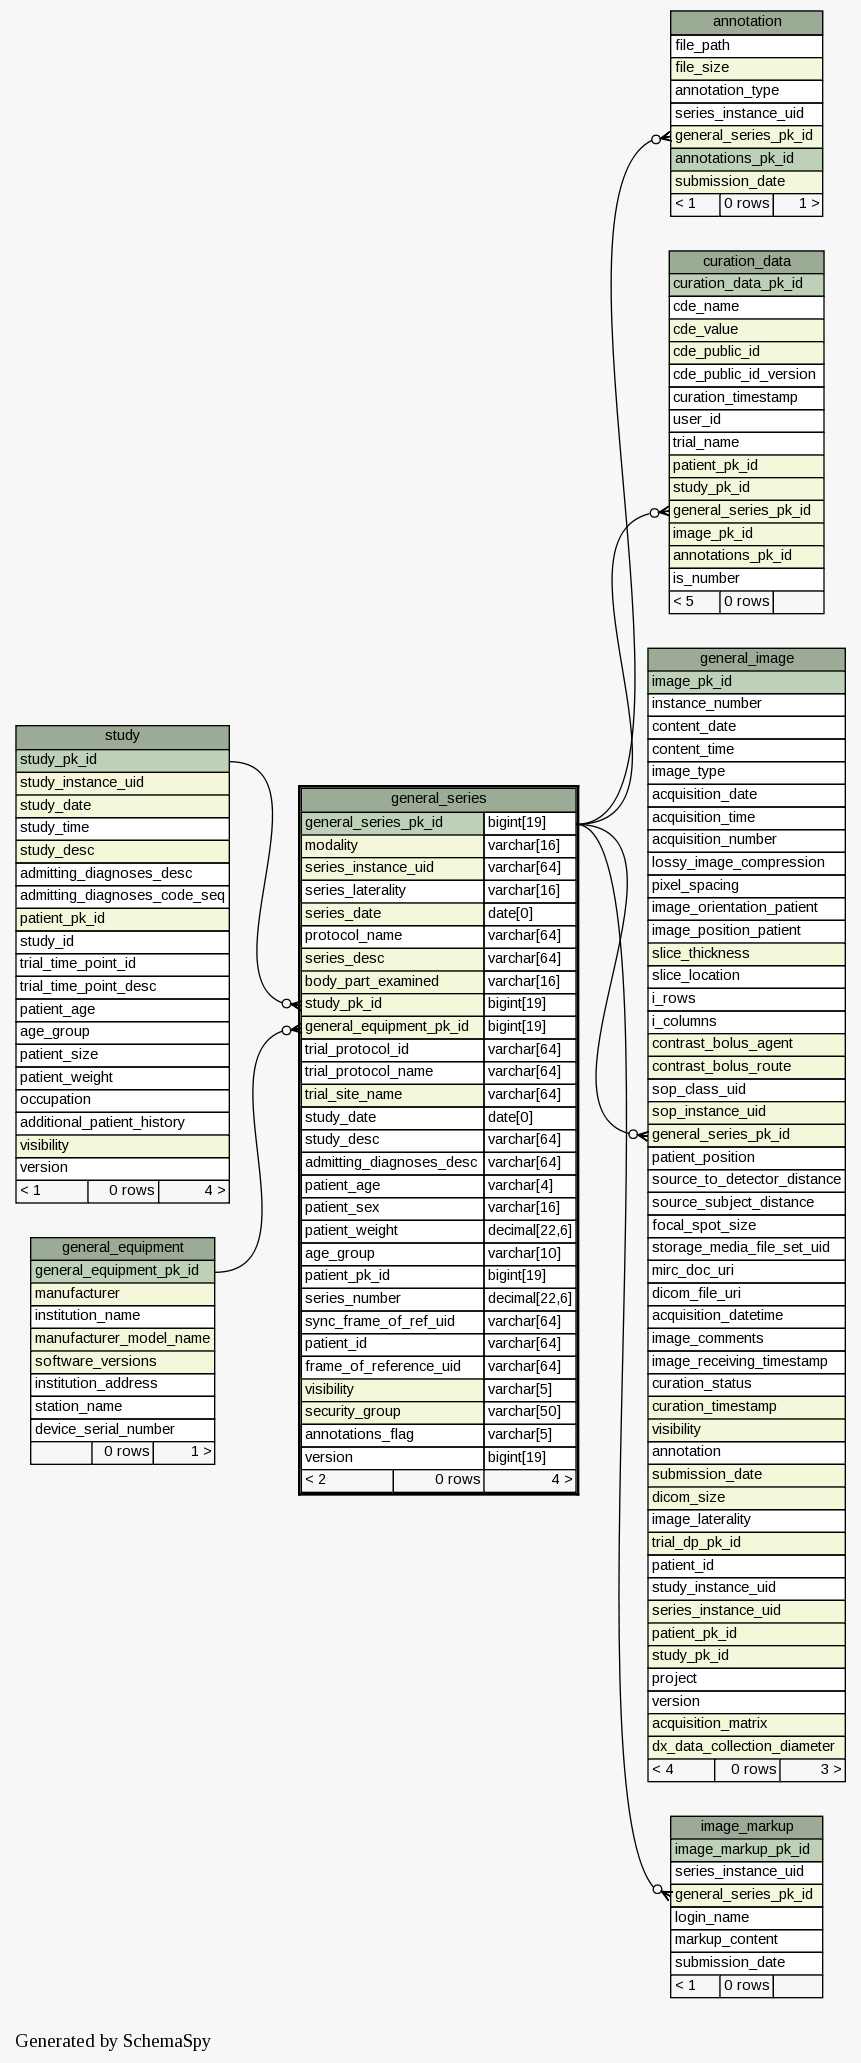 annotation
file_path
file_size
annotation_type
series_instance_uid
general_series_pk_id
annotations_pk_id
submission_date
< 1 0 rows 1 >
curation_data
curation_data_pk_id
cde_name
cde_value
cde_public_id
cde_public_id_version
curation_timestamp
user_id
trial_name
patient_pk_id
study_pk_id
general_series_pk_id
image_pk_id
annotations_pk_id
is_number
< 5 0 rows
general_image
image_pk_id
instance_number
content_date
content_time
image_type
acquisition_date
acquisition_time
acquisition_number
lossy_image_compression
pixel_spacing
image_orientation_patient
image_position_patient
slice_thickness
slice_location
i_rows
i_columns
contrast_bolus_agent
contrast_bolus_route
sop_class_uid
sop_instance_uid
general_series_pk_id
patient_position
source_to_detector_distance
source_subject_distance
focal_spot_size
storage_media_file_set_uid
mirc_doc_uri
dicom_file_uri
acquisition_datetime
image_comments
image_receiving_timestamp
curation_status
curation_timestamp
visibility
annotation
submission_date
dicom_size
image_laterality
trial_dp_pk_id
patient_id
study_instance_uid
series_instance_uid
patient_pk_id
study_pk_id
project
version
acquisition_matrix
dx_data_collection_diameter
< 4 0 rows 3 >
study
study_pk_id
study_instance_uid
study_date
study_time
study_desc
admitting_diagnoses_desc
admitting_diagnoses_code_seq
patient_pk_id
study_id
trial_time_point_id
trial_time_point_desc
patient_age
age_group
patient_size
patient_weight
occupation
additional_patient_history
visibility
version
< 1 0 rows 4 >
general_series
general_series_pk_id bigint[19]
modality varchar[16]
series_instance_uid varchar[64]
series_laterality varchar[16]
series_date date[0]
protocol_name varchar[64]
series_desc varchar[64]
body_part_examined varchar[16]
study_pk_id bigint[19]
general_equipment_pk_id bigint[19]
trial_protocol_id varchar[64]
trial_protocol_name varchar[64]
trial_site_name varchar[64]
study_date date[0]
study_desc varchar[64]
admitting_diagnoses_desc varchar[64]
patient_age varchar[4]
patient_sex varchar[16]
patient_weight decimal[22,6]
age_group varchar[10]
patient_pk_id bigint[19]
series_number decimal[22,6]
sync_frame_of_ref_uid varchar[64]
patient_id varchar[64]
frame_of_reference_uid varchar[64]
visibility varchar[5]
security_group varchar[50]
annotations_flag varchar[5]
version bigint[19]
< 2 0 rows 4 >
general_equipment
general_equipment_pk_id
manufacturer
institution_name
manufacturer_model_name
software_versions
institution_address
station_name
device_serial_number
0 rows 1 >
image_markup
image_markup_pk_id
series_instance_uid
general_series_pk_id
login_name
markup_content
submission_date
< 1 0 rows
Generated by SchemaSpy